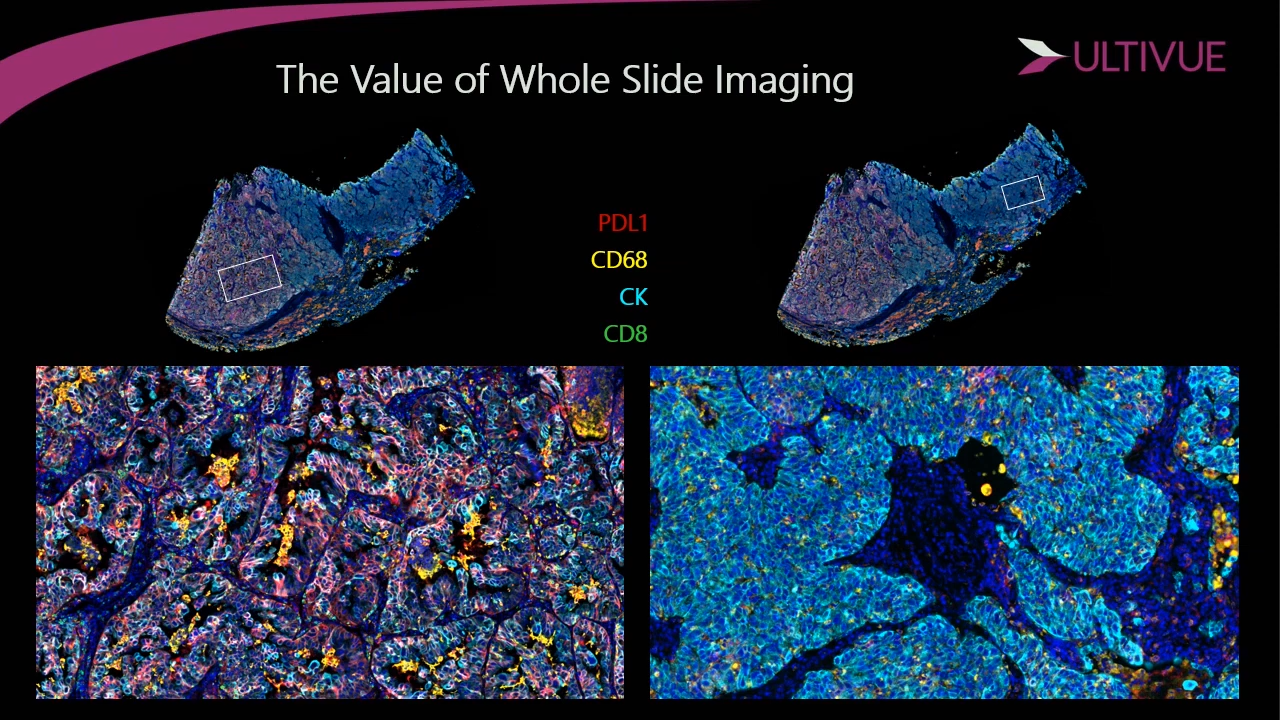 The Value of Whole Slide Imaging
ULTIVUE
PDL1
CD68
CK
CD8